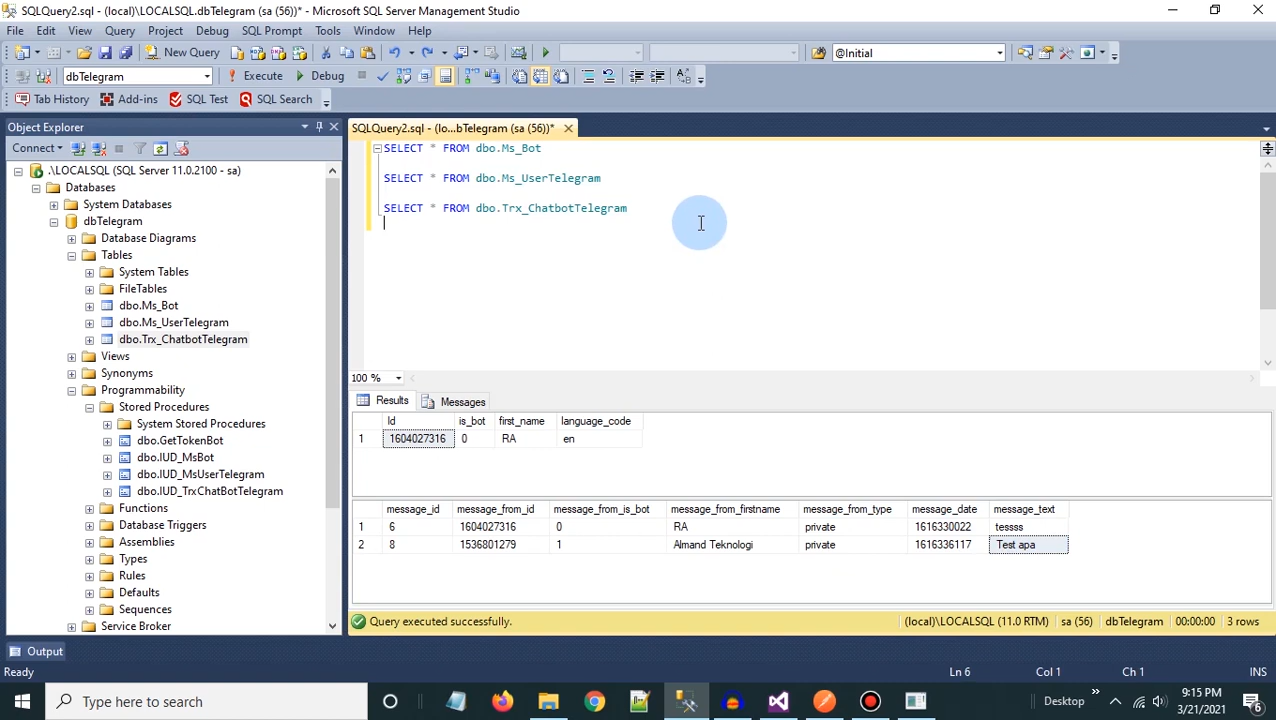 SQLQuery2.sql - (local)\LOCALSQL.dbTelegram (sa (56))* - Microsoft SQL Server Management Studio
File Edit View Query Project Debug SQL Prompt Tools Window Help
New Query @Initial
dbTelegram Execute Debug
Tab History Add-ins SQL Test SQL Search
Object Explorer
Connect
.\LOCALSQL (SQL Server 11.0.2100 - sa)
Databases
System Databases
dbTelegram
Database Diagrams
Tables
System Tables
FileTables
dbo.Ms_Bot
dbo.Ms_UserTelegram
dbo.Trx_ChatbotTelegram
Views
Synonyms
Programmability
Stored Procedures
System Stored Procedures
dbo.GetTokenBot
dbo.IUD_MsBot
dbo.IUD_MsUserTelegram
dbo.IUD_TrxChatBotTelegram
Functions
Database Triggers
Assemblies
Types
Rules
Defaults
Sequences
Service Broker
SQLQuery2.sql - (lo...bTelegram (sa (56))*
SELECT * FROM dbo.Ms_Bot
SELECT * FROM dbo.Ms_UserTelegram
SELECT * FROM dbo.Trx_ChatbotTelegram
100 %
Results Messages
Id is_bot first_name language_code
1 1604027316 0 RA en
message_id message_from_id message_from_is_bot message_from_firstname message_from_type message_date message_text
1 6 1604027316 0 RA private 1616330022 tessss
2 8 1536801279 1 Almand Teknologi private 1616336117 Test apa
Query executed successfully. (local)\LOCALSQL (11.0 RTM) sa (56) dbTelegram 00:00:00 3 rows
Output
Ready Ln 6 Col 1 Ch 1 INS
Type here to search Desktop 9:15 PM
3/21/2021 6